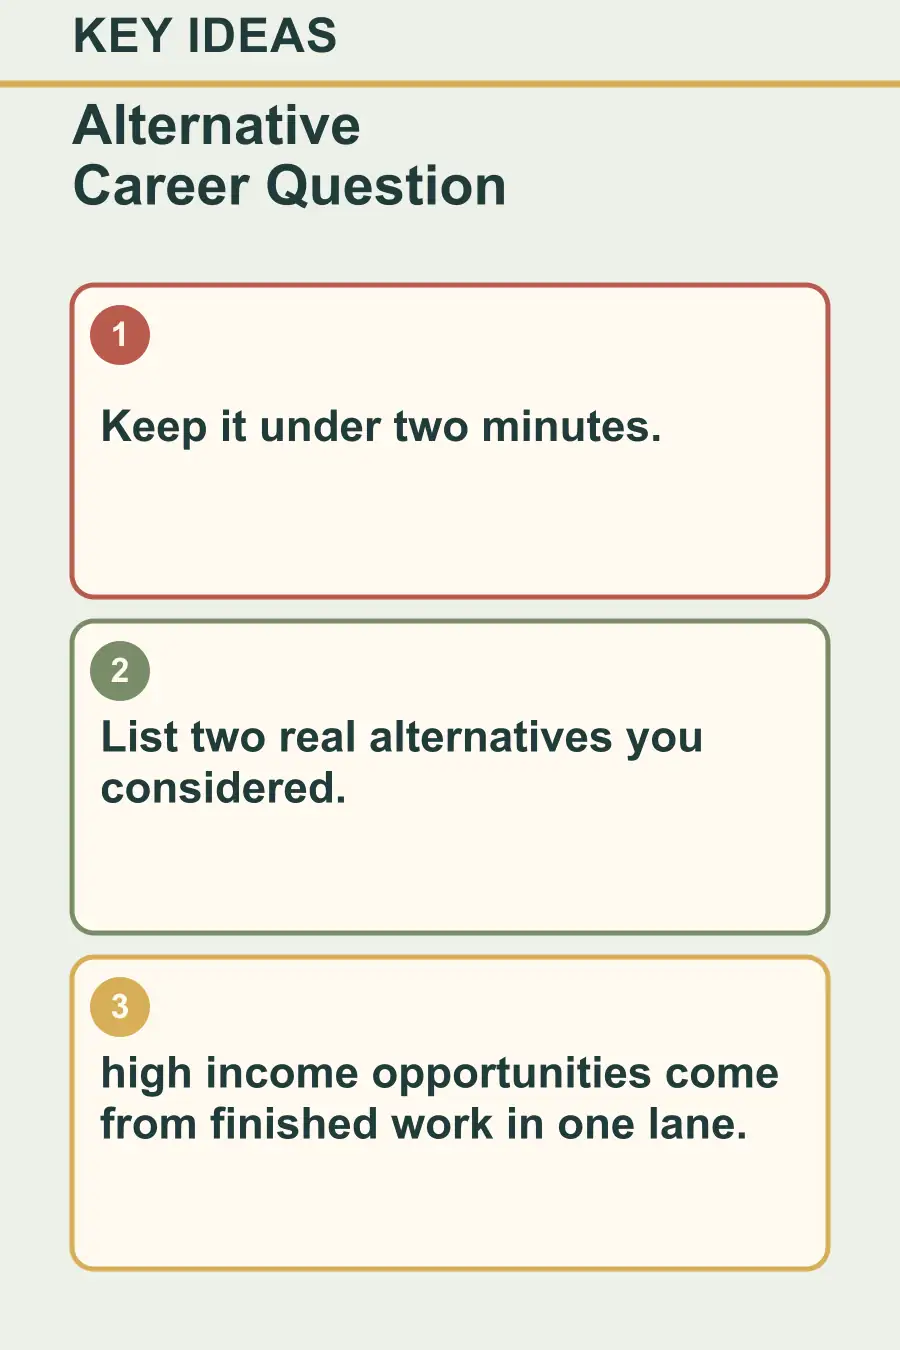 KEY IDEAS
Alternative
Career Question
1
Keep it under two minutes.
2
List two real alternatives you
considered.
3
high income opportunities come
from finished work in one lane.